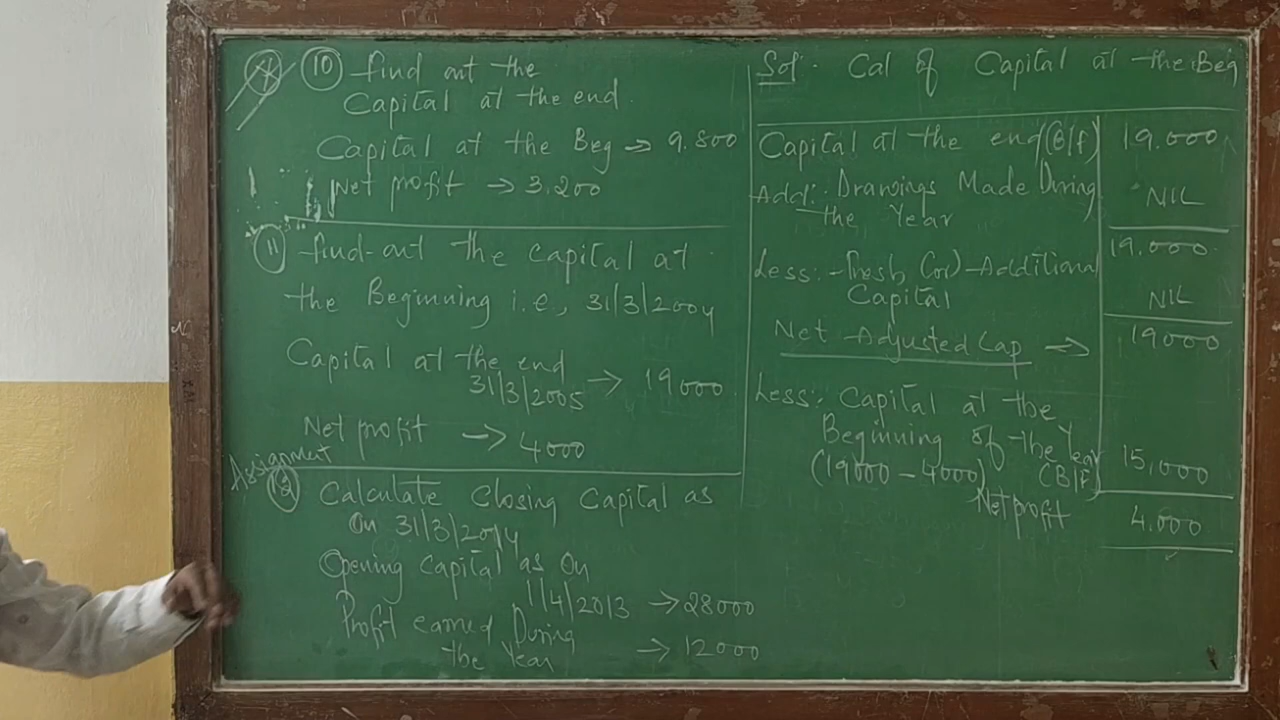 10 Find out the
Capital at the end.
Capital at the Beg → 9.800
Net profit → 3.200
11 Find-out the capital at
the Beginning i.e., 31/3/2004
Capital at the end
31/3/2005 → 19000
Net profit → 4000
Assignment
Calculate Closing Capital as
On 31/3/2014
Opening Capital as On
1/4/2013 → 28000
Profit earned During
the Year → 12000
Sol. Cal of Capital at the Beg
Capital at the end (B/f) 19.000
Add: Drawings Made During
the Year NIL
19.000
Less: Fresh (or) Additional
Capital NIL
Net Adjusted Cap ⇒ 19000
Less: Capital at the
Beginning of the Year
(19000 - 4000) (B/F) 15,000
Net profit 4.000